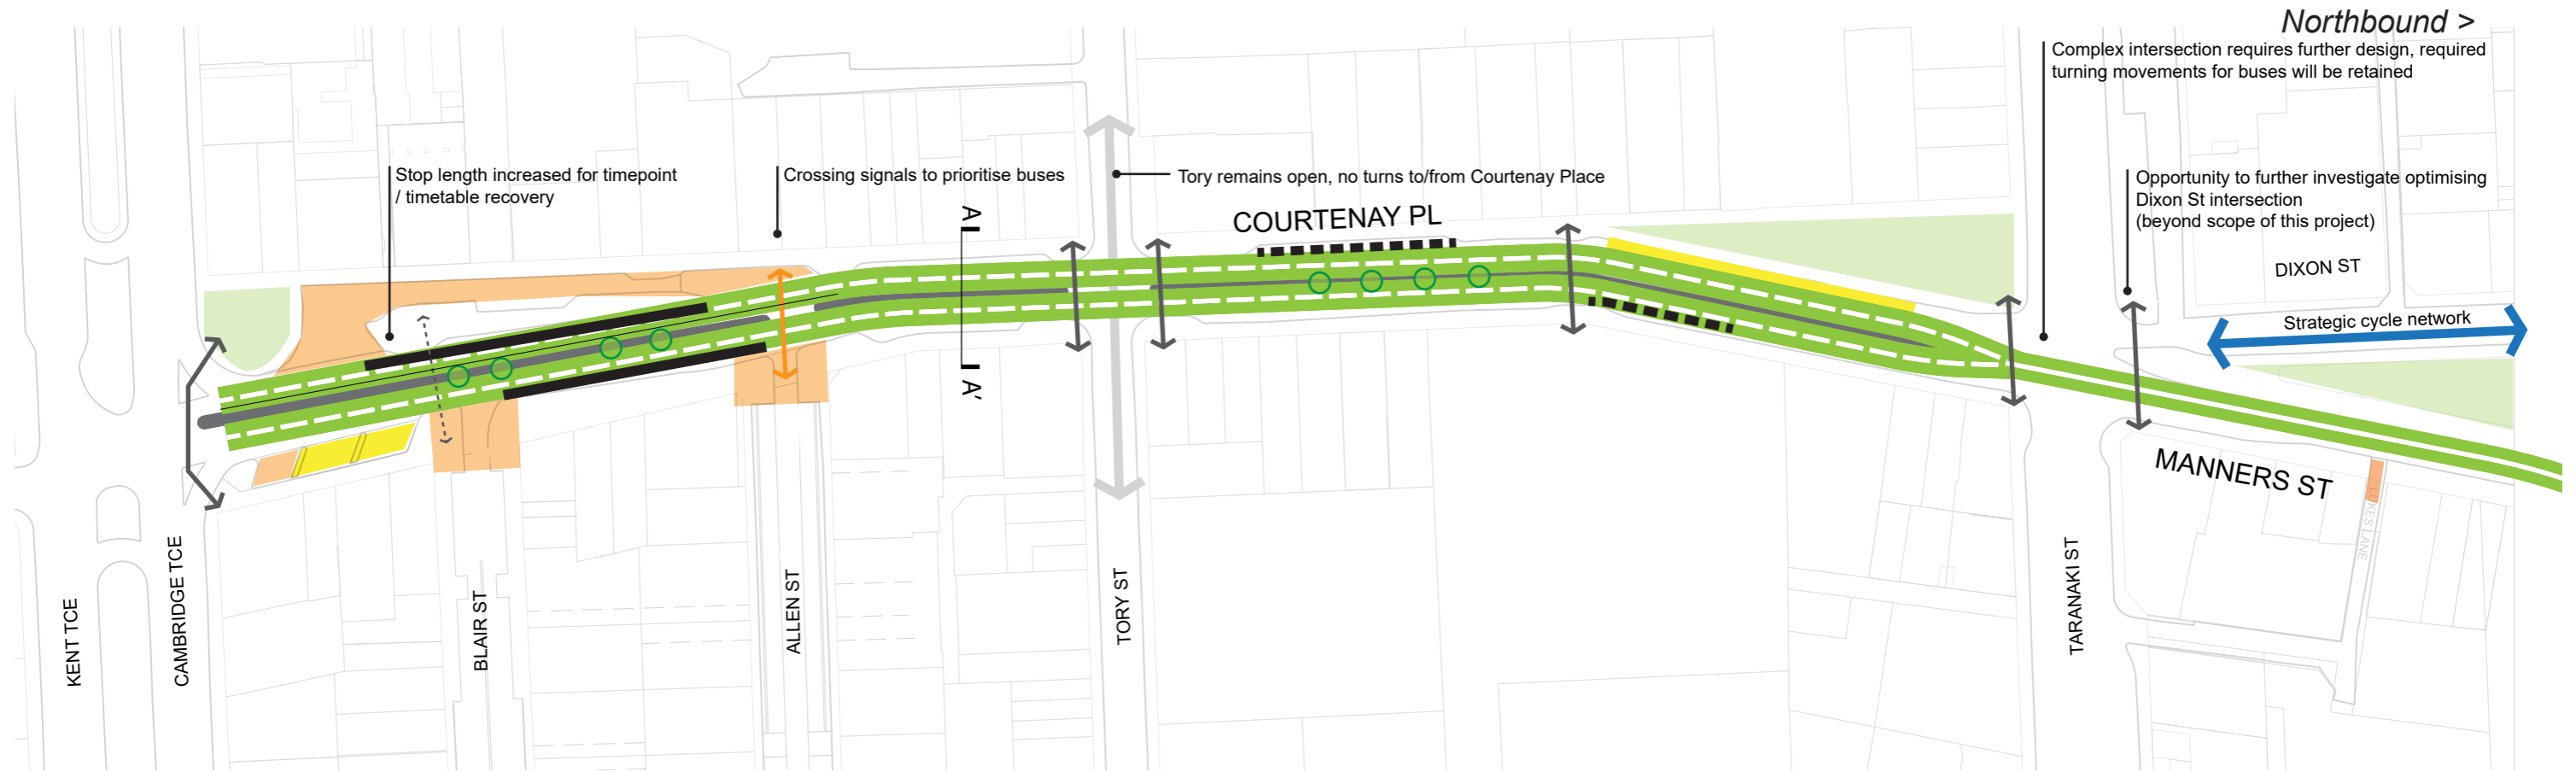 Northbound >
Complex intersection requires further design, required
turning movements for buses will be retained
Stop length increased for timepoint
/ timetable recovery
Crossing signals to prioritise buses
Tory remains open, no turns to/from Courtenay Place
Opportunity to further investigate optimising
Dixon St intersection
(beyond scope of this project)
A
COURTENAY PL
DIXON ST
Strategic cycle network
A'
MANNERS ST
LUKES LANE
KENT TCE
CAMBRIDGE TCE
BLAIR ST
ALLEN ST
TORY ST
TARANAKI ST